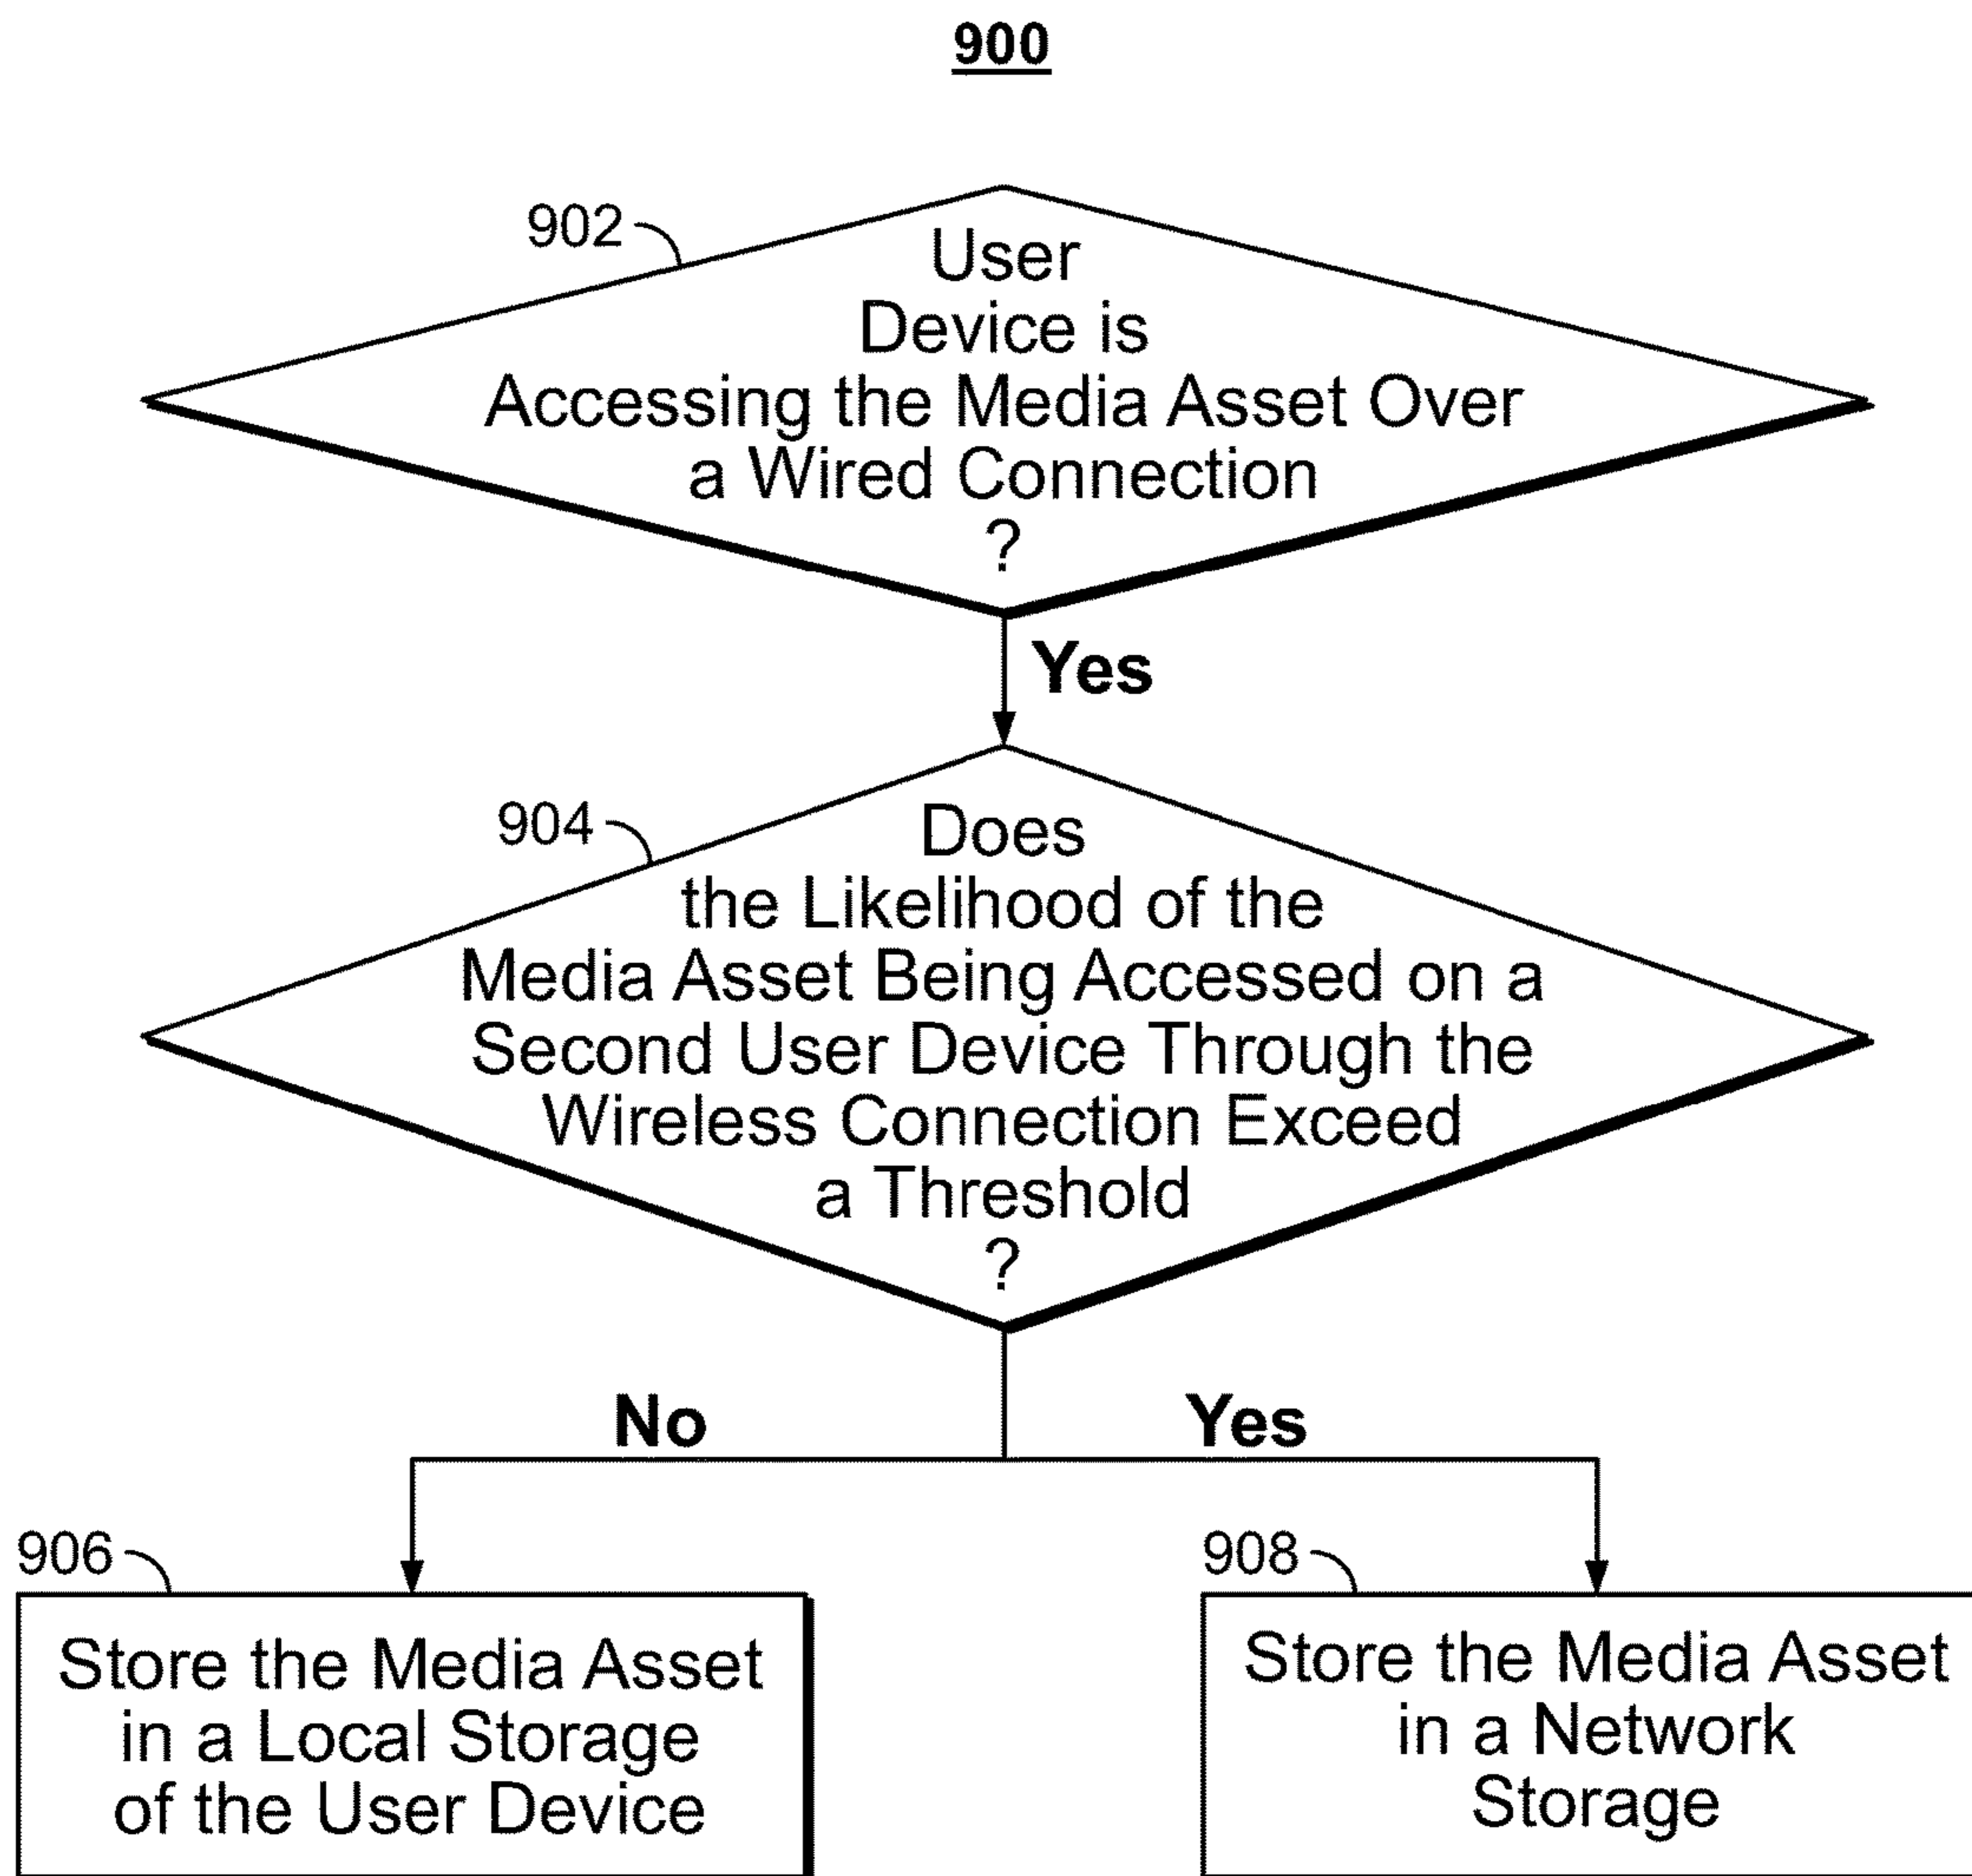 900
902
User
Device is
Accessing the Media Asset Over
a Wired Connection
?
Yes
904
Does
the Likelihood of the
Media Asset Being Accessed on a
Second User Device Through the
Wireless Connection Exceed
a Threshold
?
No
Yes
906
Store the Media Asset
in a Local Storage
of the User Device
908
Store the Media Asset
in a Network
Storage